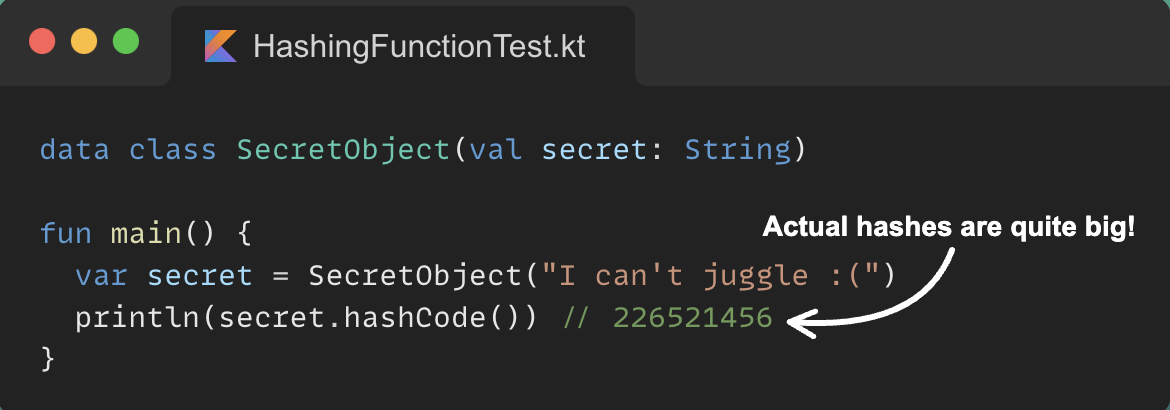 HashingFunctionTest.kt
data class SecretObject(val secret: String)
fun main() {
Actual hashes are quite big!
var secret = SecretObject("I can't juggle :(")
println(secret.hashCode()) // 226521456
}